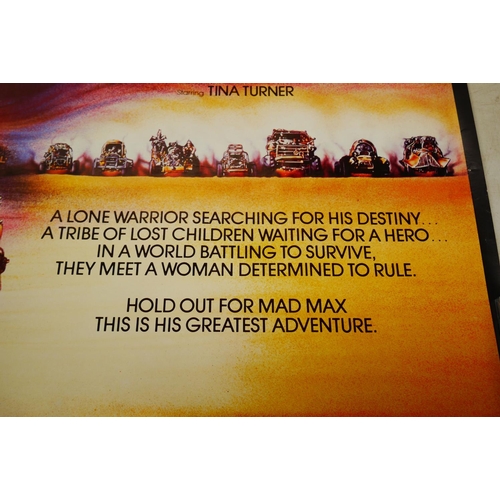 Starring TINA TURNER
A LONE WARRIOR SEARCHING FOR HIS DESTINY...
A TRIBE OF LOST CHILDREN WAITING FOR A HERO...
IN A WORLD BATTLING TO SURVIVE,
THEY MEET A WOMAN DETERMINED TO RULE.
HOLD OUT FOR MAD MAX
THIS IS HIS GREATEST ADVENTURE.